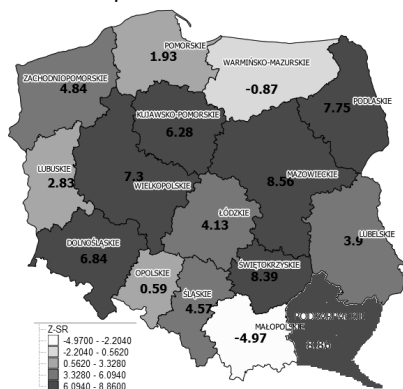 POMORSKIE
1.93
WARMIŃSKO-MAZURSKIE
-0.87
ZACHODNIOPOMORSKIE
4.84
PODLASKIE
7.75
KUJAWSKO-POMORSKIE
6.28
LUBUSKIE
2.83
7.3
WIELKOPOLSKIE
8.56
MAZOWIECKIE
ŁÓDZKIE
4.13
LUBELSKIE
3.9
DOLNOŚLĄSKIE
6.84
OPOLSKIE
0.59
ŚLĄSKIE
4.57
ŚWIĘTOKRZYSKIE
8.39
MAŁOPOLSKIE
-4.97
PODKARPACKIE
8.86
Z-SR
-4.9700 - -2.2040
-2.2040 - 0.5620
0.5620 - 3.3280
3.3280 - 6.0940
6.0940 - 8.8600